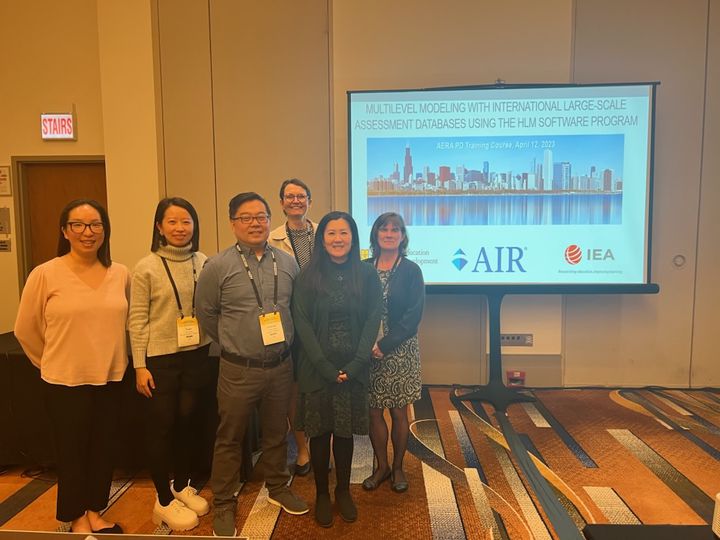 STAIRS
MULTILEVEL MODELING WITH INTERNATIONAL LARGE-SCALE
ASSESSMENT DATABASES USING THE HLM SOFTWARE PROGRAM
AERA PD Training Course, April 12, 2023
Education
AIR
IEA